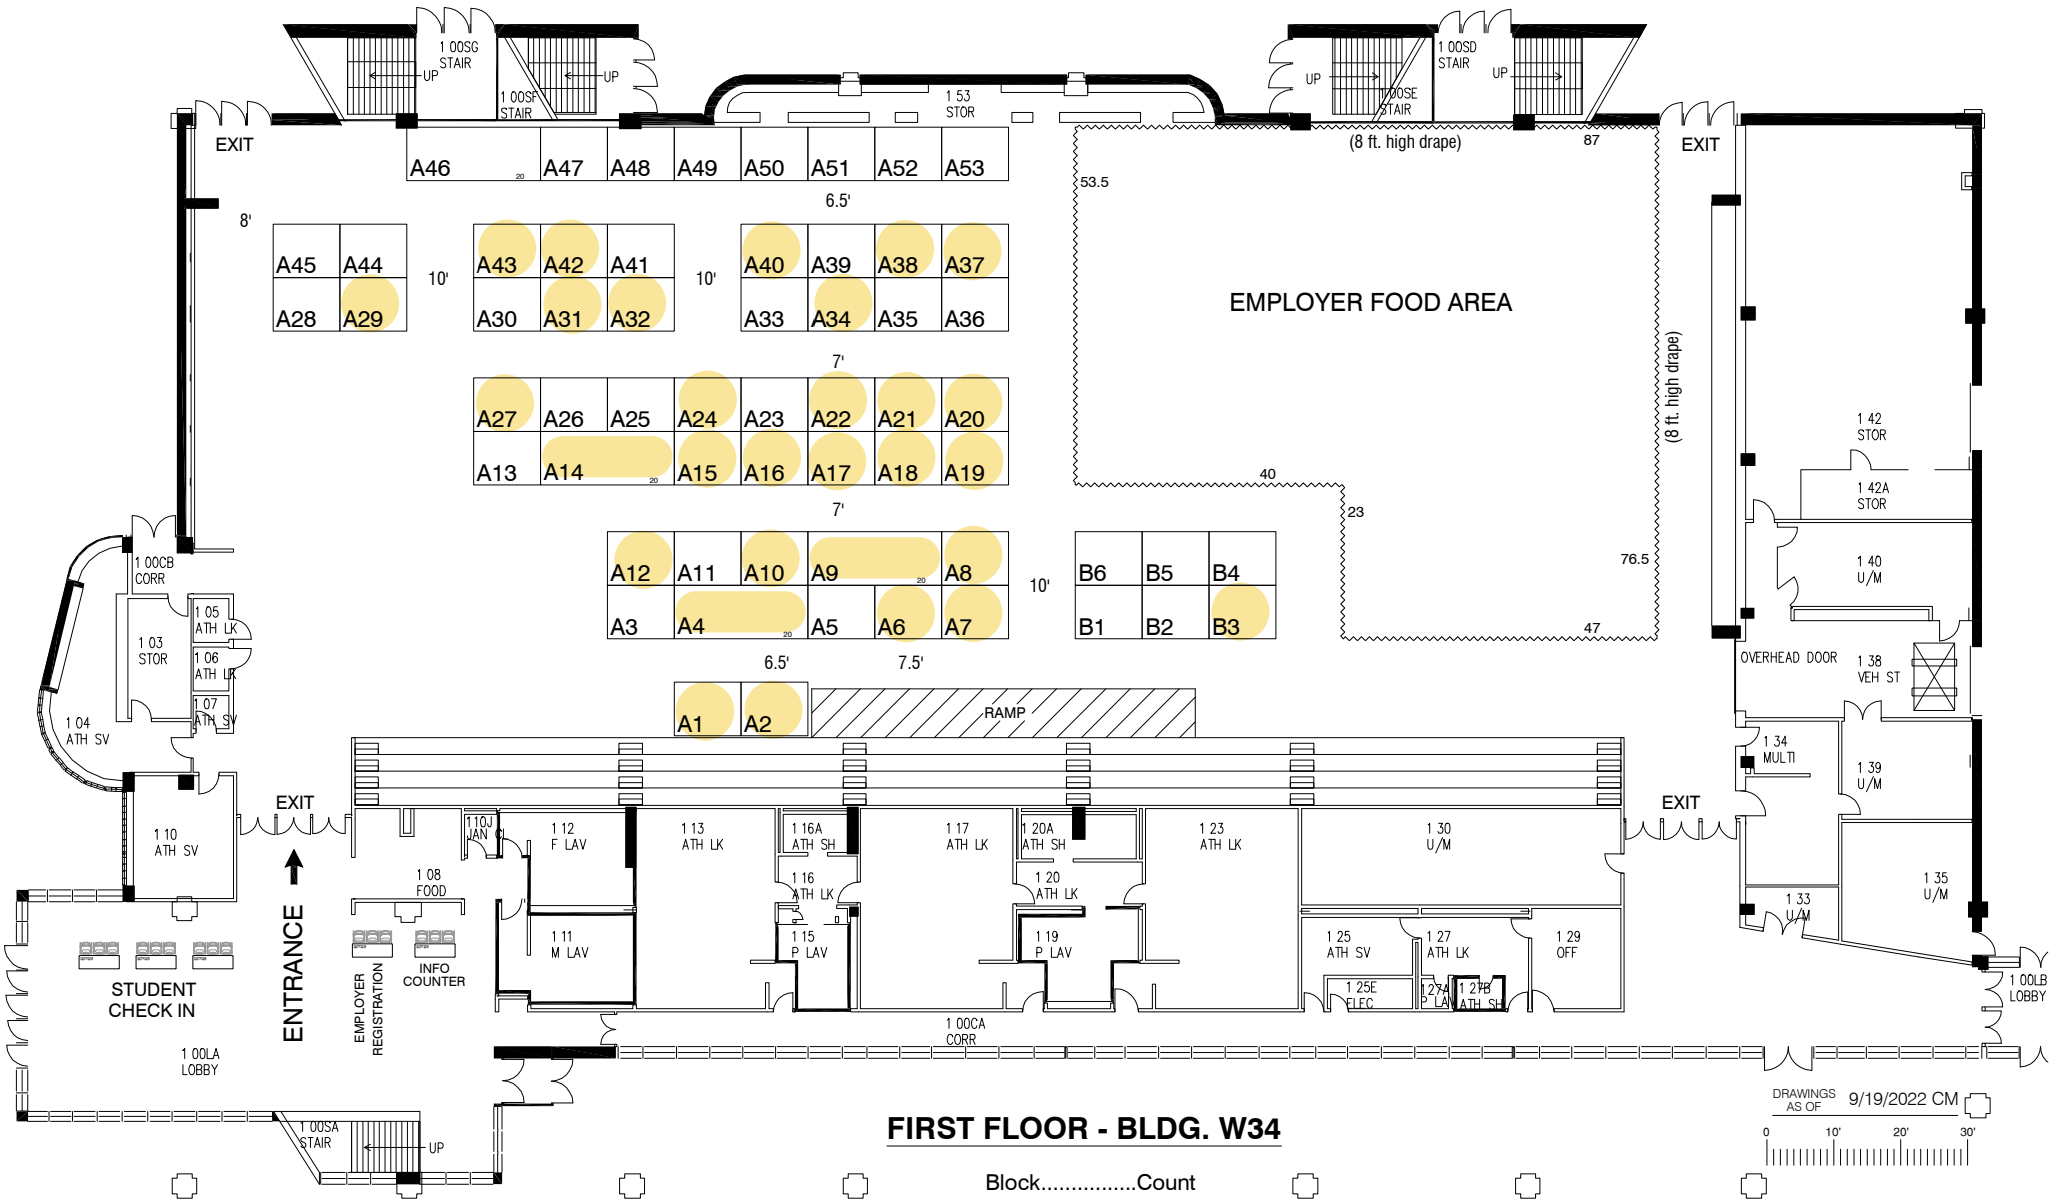 1 00SG
STAIR
UP
1 00SF
STAIR
UP
1 53
STOR
UP
1 00SE
STAIR
1 00SD
STAIR
UP
EXIT
(8 ft. high drape)
87
EXIT
A46
20
A47
A48
A49
A50
A51
A52
A53
53.5
6.5'
8'
A45
A44
10'
A43
A42
A41
10'
A40
A39
A38
A37
A28
A29
A30
A31
A32
A33
A34
A35
A36
EMPLOYER FOOD AREA
(8 ft. high drape)
7'
A27
A26
A25
A24
A23
A22
A21
A20
A13
A14
20
A15
A16
A17
A18
A19
40
23
76.5
47
7'
A12
A11
A10
A9
20
A8
10'
B6
B5
B4
A3
A4
20
A5
A6
A7
B1
B2
B3
6.5'
7.5'
A1
A2
RAMP
1 42
STOR
1 42A
STOR
1 40
U/M
OVERHEAD DOOR
1 38
VEH ST
1 34
MULTI
1 39
U/M
1 35
U/M
1 33
U/M
1 00CB
CORR
1 05
ATH LK
1 03
STOR
1 06
ATH LK
1 07
ATH SV
1 04
ATH SV
1 10
ATH SV
EXIT
110J
JAN CL
1 12
F LAV
1 13
ATH LK
1 16A
ATH SH
1 17
ATH LK
1 20A
ATH SH
1 23
ATH LK
1 30
U/M
EXIT
1 08
FOOD
1 16
ATH LK
1 20
ATH LK
1 11
M LAV
1 15
P LAV
1 19
P LAV
1 25
ATH SV
1 27
ATH LK
1 29
OFF
1 25E
ELEC
127A
P LAV
1 27B
ATH SH
ENTRANCE
STUDENT
CHECK IN
EMPLOYER
REGISTRATION
INFO
COUNTER
1 00LA
LOBBY
1 00CA
CORR
1 00LB
LOBBY
1 00SA
STAIR
UP
FIRST FLOOR - BLDG. W34
Block................Count
DRAWINGS
AS OF
9/19/2022 CM
0 10' 20' 30'